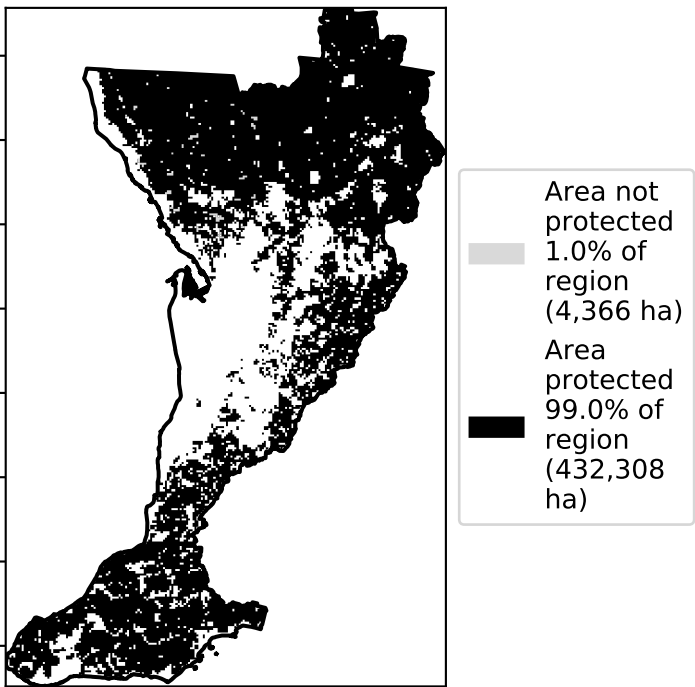 Area not
protected
1.0% of
region
(4,366 ha)
Area
protected
99.0% of
region
(432,308
ha)